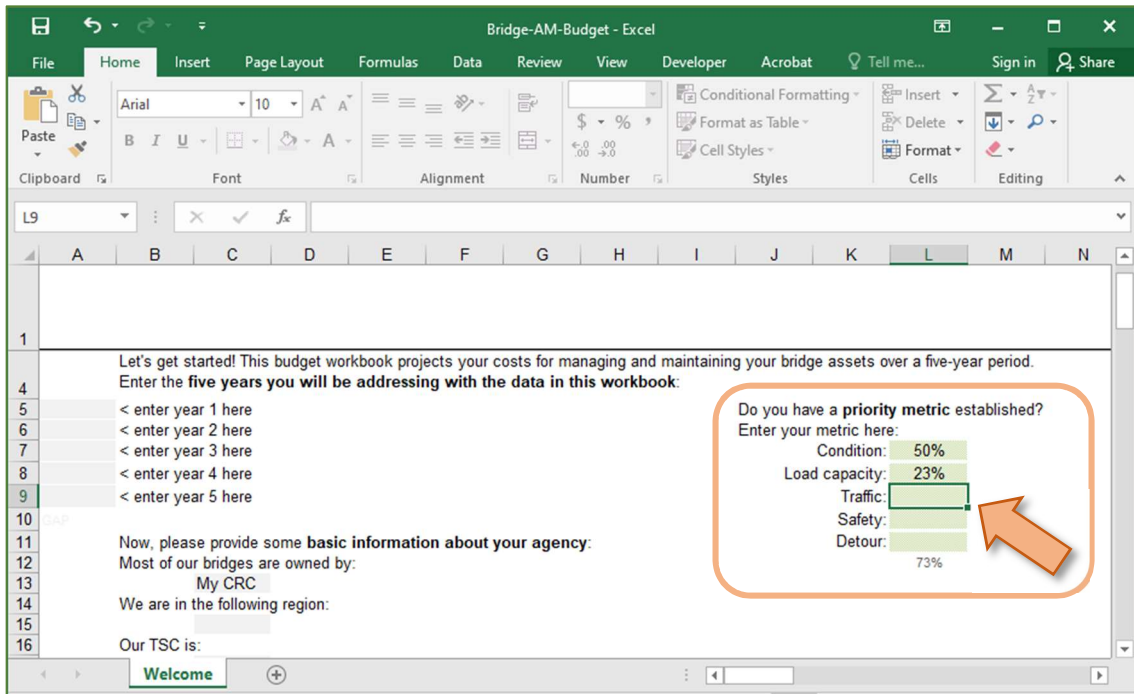 Bridge-AM-Budget - Excel
File Home Insert Page Layout Formulas Data Review View Developer Acrobat Tell me... Sign in Share
Paste
Arial 10 A A
B I U A
$ % ,
Conditional Formatting
Format as Table
Cell Styles
Insert
Delete
Format
Clipboard Font Alignment Number Styles Cells Editing
L9 fx
A B C D E F G H I J K L M N
1
Let's get started! This budget workbook projects your costs for managing and maintaining your bridge assets over a five-year period.
4 Enter the five years you will be addressing with the data in this workbook:
5 < enter year 1 here Do you have a priority metric established?
6 < enter year 2 here Enter your metric here:
7 < enter year 3 here Condition: 50%
8 < enter year 4 here Load capacity: 23%
9 < enter year 5 here Traffic:
10 GAP Safety:
11 Now, please provide some basic information about your agency: Detour:
12 Most of our bridges are owned by: 73%
13 My CRC
14 We are in the following region:
15
16 Our TSC is:
Welcome